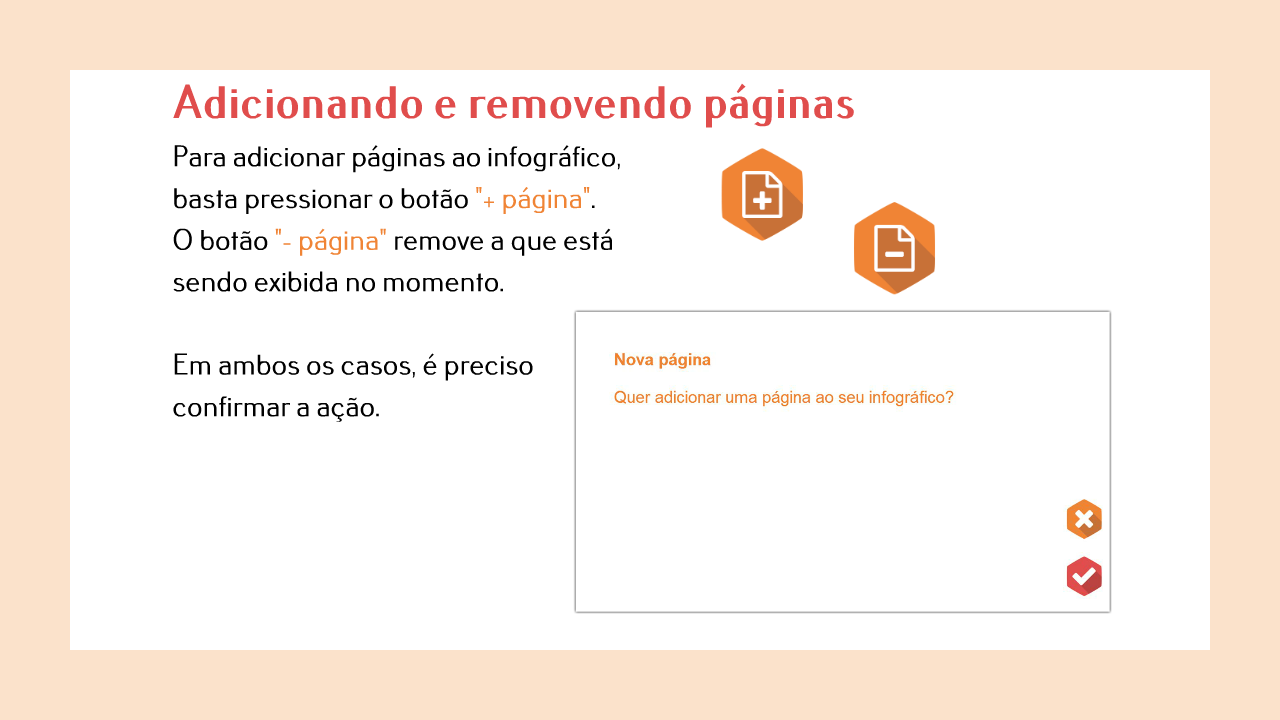 Adicionando e removendo páginas
Para adicionar páginas ao infográfico,
basta pressionar o botão "+ página".
O botão "- página" remove a que está
sendo exibida no momento.
Em ambos os casos, é preciso
confirmar a ação.
Nova página
Quer adicionar uma página ao seu infográfico?